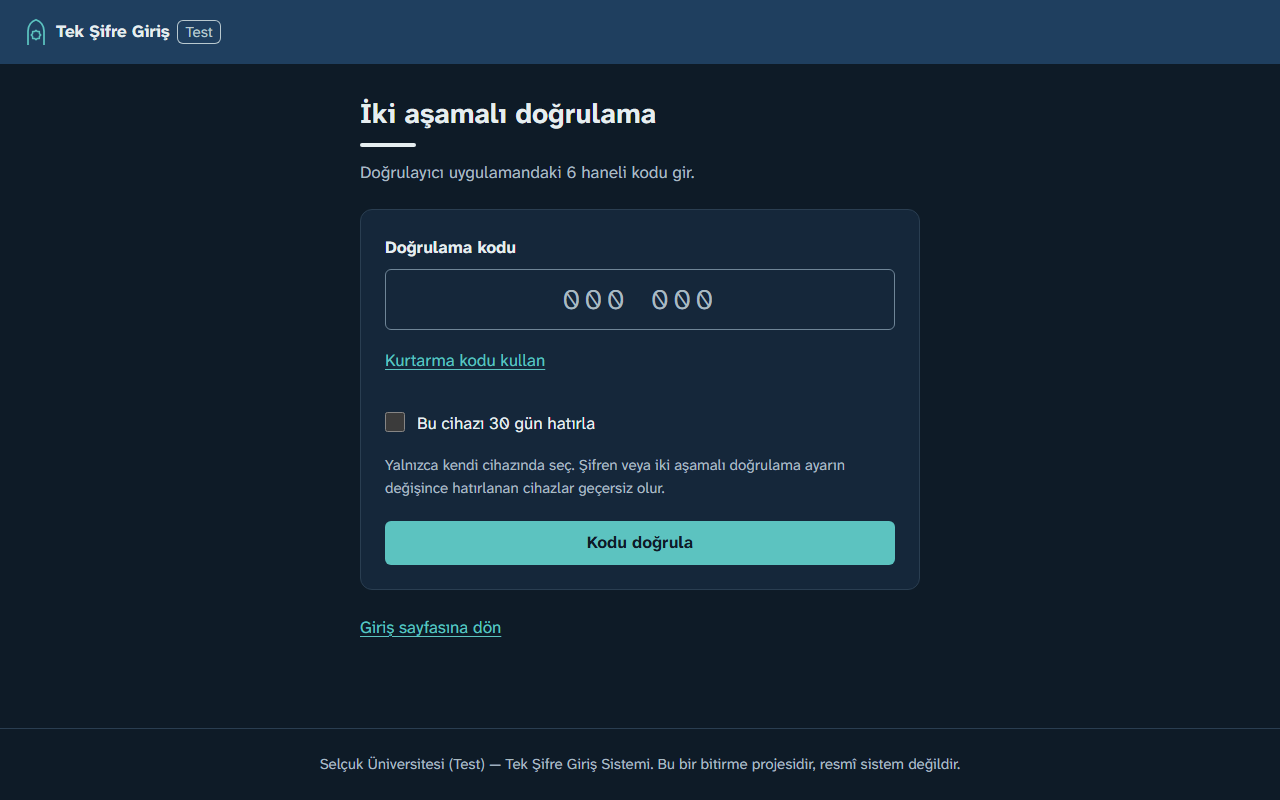 Tek Şifre Giriş Test
İki aşamalı doğrulama
Doğrulayıcı uygulamandaki 6 haneli kodu gir.
Doğrulama kodu
000 000
Kurtarma kodu kullan
Bu cihazı 30 gün hatırla
Yalnızca kendi cihazında seç. Şifren veya iki aşamalı doğrulama ayarın
değişince hatırlanan cihazlar geçersiz olur.
Kodu doğrula
Giriş sayfasına dön
Selçuk Üniversitesi (Test) — Tek Şifre Giriş Sistemi. Bu bir bitirme projesidir, resmî sistem değildir.